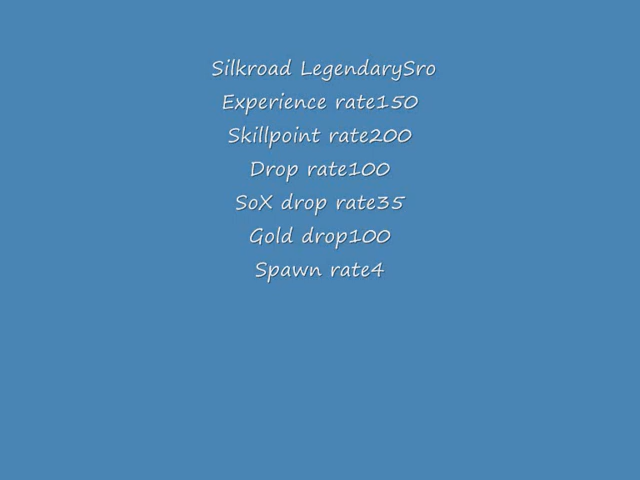 Silkroad LegendarySro
Experience rate150
Skillpoint rate200
Drop rate100
SoX drop rate35
Gold drop100
Spawn rate4